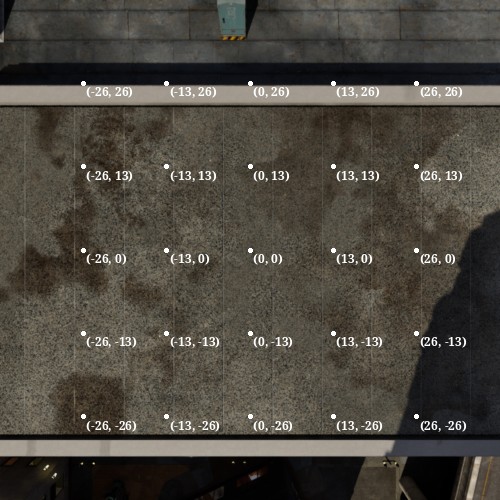 (-26, 26) (-13, 26) (0, 26) (13, 26) (26, 26)
(-26, 13) (-13, 13) (0, 13) (13, 13) (26, 13)
(-26, 0) (-13, 0) (0, 0) (13, 0) (26, 0)
(-26, -13) (-13, -13) (0, -13) (13, -13) (26, -13)
(-26, -26) (-13, -26) (0, -26) (13, -26) (26, -26)